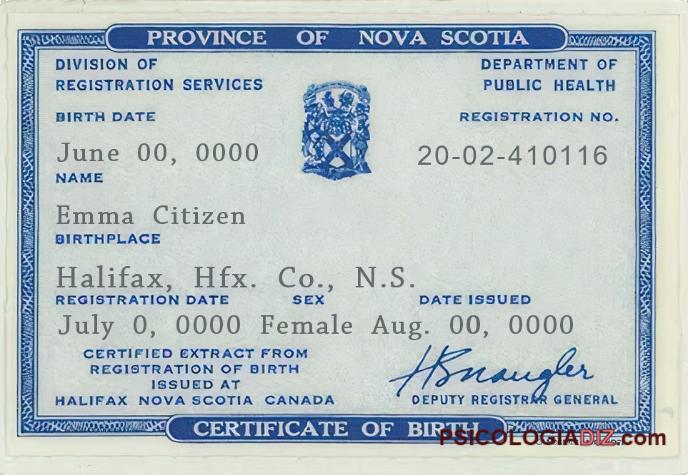 PROVINCE OF NOVA SCOTIA
DIVISION OF REGISTRATION SERVICES
DEPARTMENT OF PUBLIC HEALTH
BIRTH DATE
REGISTRATION NO.
June 00, 0000
20-02-410116
NAME
Emma Citizen
BIRTHPLACE
Halifax, Hfx. Co., N.S.
REGISTRATION DATE SEX DATE ISSUED
July 0, 0000 Female Aug. 00, 0000
CERTIFIED EXTRACT FROM
REGISTRATION OF BIRTH
ISSUED AT
HALIFAX NOVA SCOTIA CANADA
HBnaugler
DEPUTY REGISTRAR GENERAL
CERTIFICATE OF BIRTH
PSICOLOGIADIZ.com